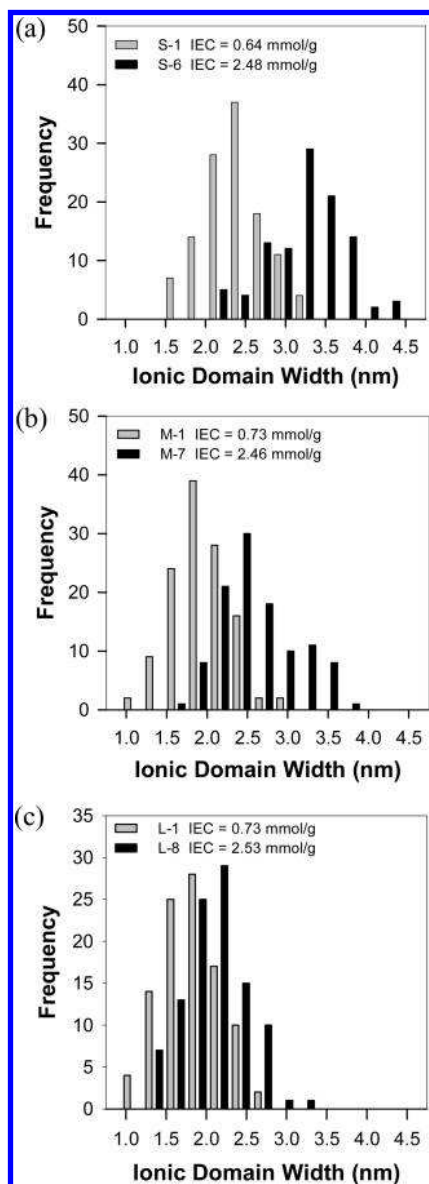 (a)
50
S-1 IEC = 0.64 mmol/g
S-6 IEC = 2.48 mmol/g
40
30
20
10
0
Frequency
1.0 1.5 2.0 2.5 3.0 3.5 4.0 4.5
Ionic Domain Width (nm)
(b)
50
M-1 IEC = 0.73 mmol/g
M-7 IEC = 2.46 mmol/g
40
30
20
10
0
Frequency
1.0 1.5 2.0 2.5 3.0 3.5 4.0 4.5
Ionic Domain Width (nm)
(c)
35
L-1 IEC = 0.73 mmol/g
L-8 IEC = 2.53 mmol/g
30
25
20
15
10
5
0
Frequency
1.0 1.5 2.0 2.5 3.0 3.5 4.0 4.5
Ionic Domain Width (nm)